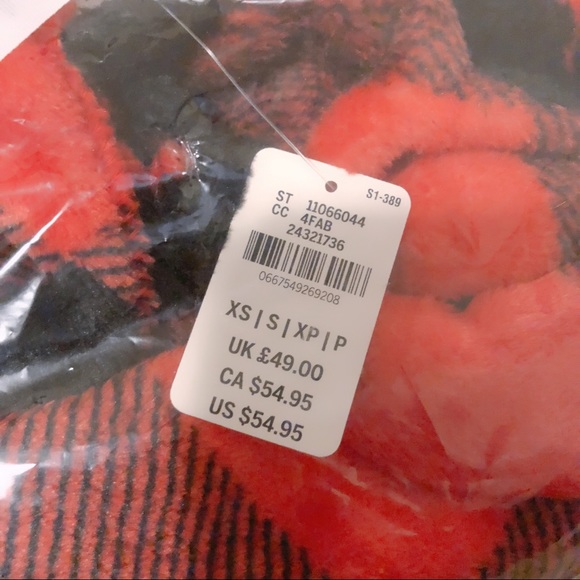 S1-389
ST 11066044
CC 4FAB
24321736
0667549269208
XS | S | XP | P
UK £49.00
CA $54.95
US $54.95